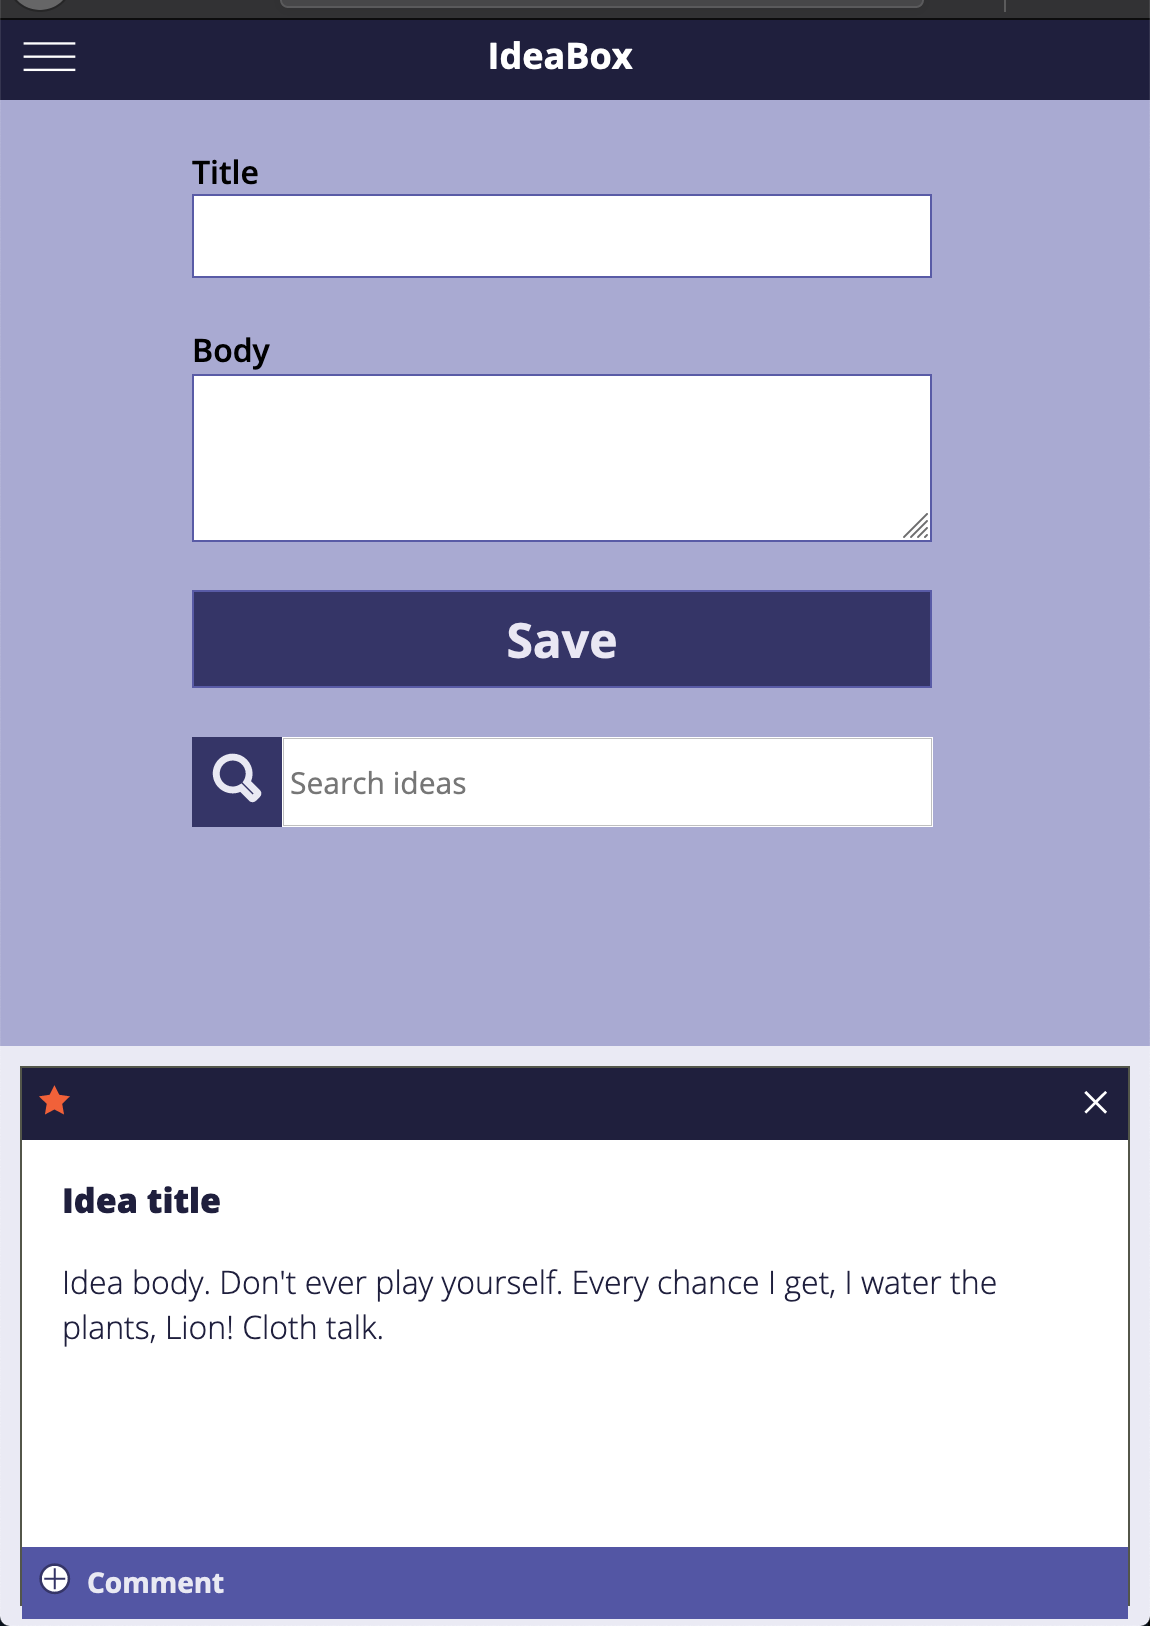 IdeaBox
Title
Body
Save
Search ideas
Idea title
Idea body. Don't ever play yourself. Every chance I get, I water the
plants, Lion! Cloth talk.
Comment